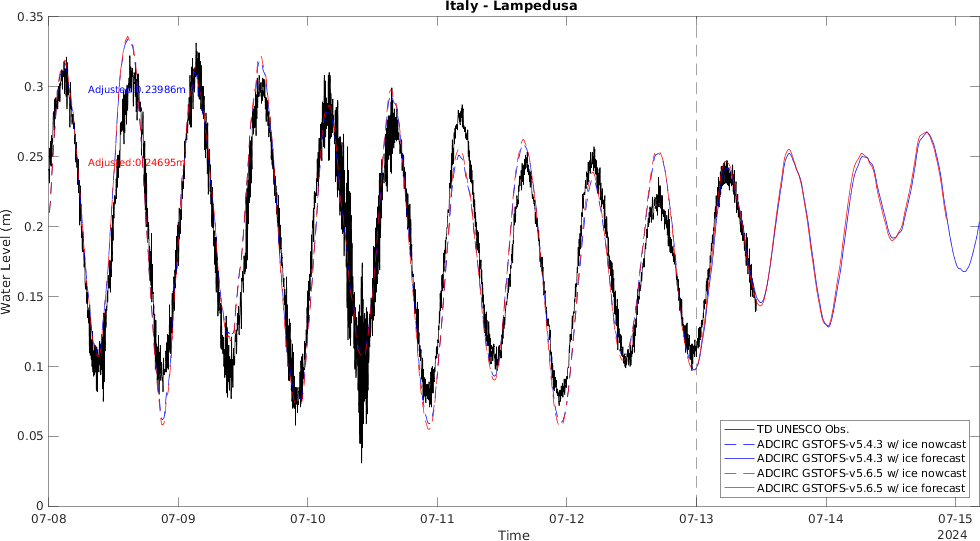 Italy - Lampedusa
0.35
0.3
0.25
0.2
0.15
0.1
0.05
0
Water Level (m)
Adjusted:0.23986m
Adjusted:0.24695m
TD UNESCO Obs.
ADCIRC GSTOFS-v5.4.3 w/ ice nowcast
ADCIRC GSTOFS-v5.4.3 w/ ice forecast
ADCIRC GSTOFS-v5.6.5 w/ ice nowcast
ADCIRC GSTOFS-v5.6.5 w/ ice forecast
07-08 07-09 07-10 07-11 07-12 07-13 07-14 07-15
Time
2024